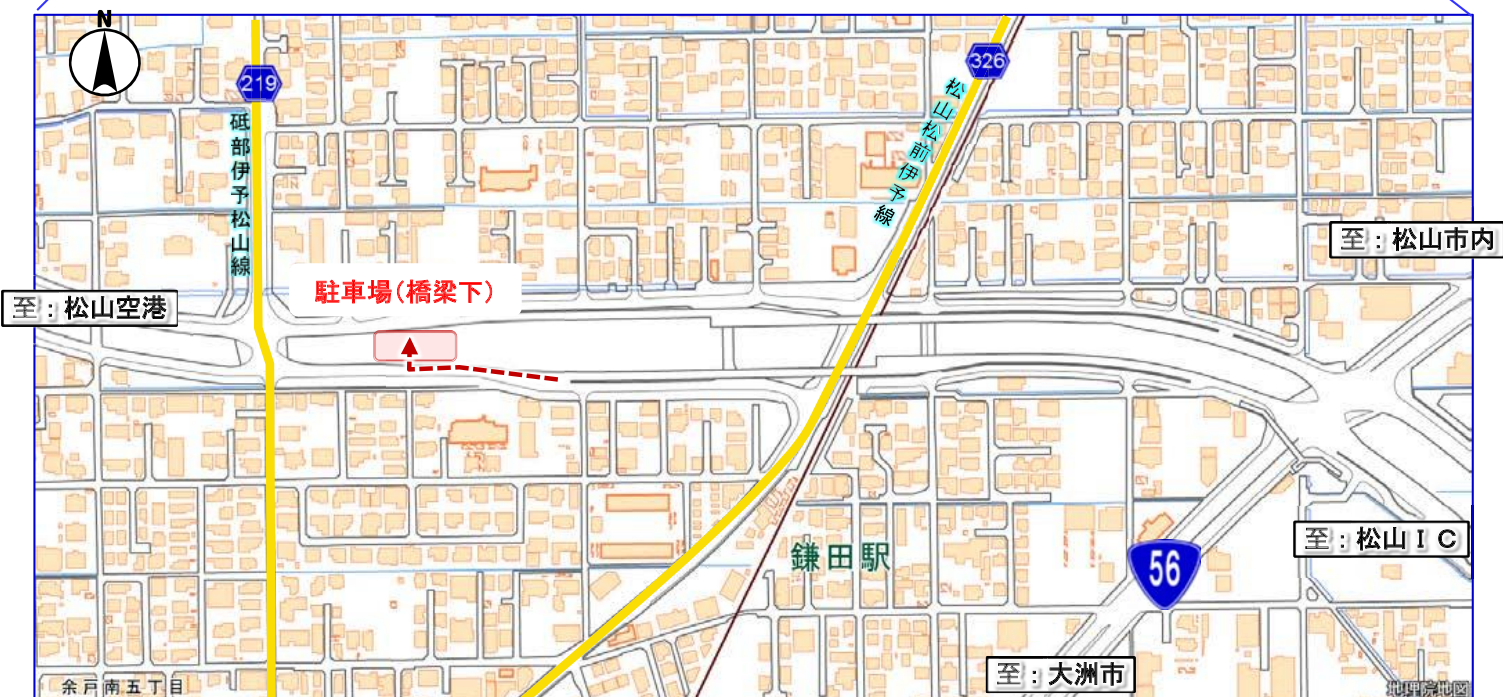 N
219
326
砥部伊予松山線
松山松前伊予線
至：松山市内
駐車場(橋梁下)
至：松山空港
鎌田駅
至：松山ＩＣ
56
至：大洲市
余戸南五丁目
地理院地図